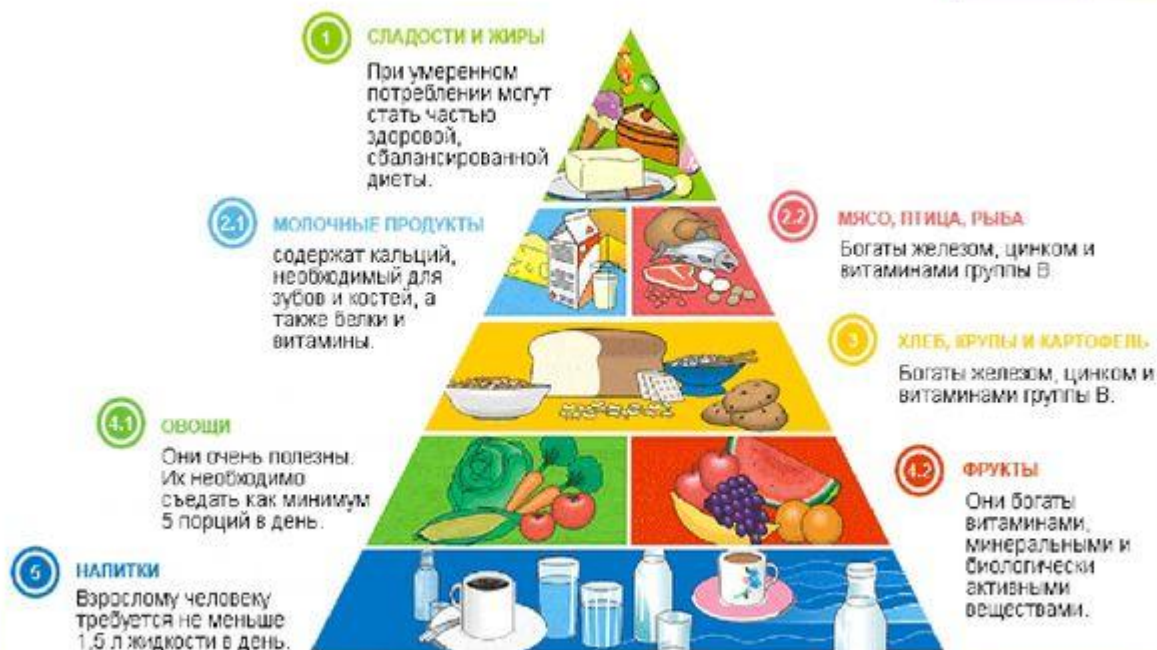 1
СЛАДОСТИ И ЖИРЫ
При умеренном
потреблении могут
стать частью
здоровой,
сбалансированной
диеты.
2.1
МОЛОЧНЫЕ ПРОДУКТЫ
содержат кальций,
необходимый для
зубов и костей, а
также белки и
витамины.
2.2
МЯСО, ПТИЦА, РЫБА
Богаты железом, цинком и
витаминами группы В
3
ХЛЕБ, КРУПЫ И КАРТОФЕЛЬ
Богаты железом, цинком и
витаминами группы В.
4.1
ОВОЩИ
Они очень полезны.
Их необходимо
съедать как минимум
5 порций в день.
4.2
ФРУКТЫ
Они богаты
витаминами,
минеральными и
биологически
активными
веществами.
5
НАПИТКИ
Взрослому человеку
требуется не меньше
1,5 л жидкости в день.